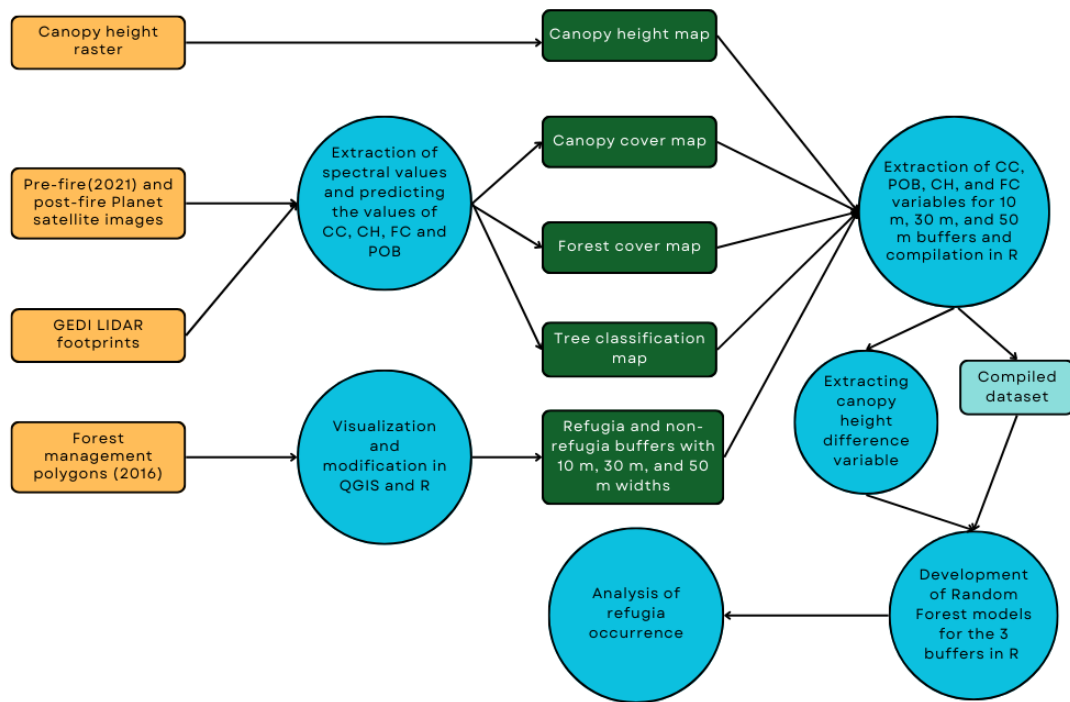 Canopy height
raster
Canopy height map
Pre-fire(2021) and
post-fire Planet
satellite images
Extraction of
spectral values
and predicting
the values of
CC, CH, FC and
POB
Canopy cover map
Forest cover map
Tree classification
map
Extraction of CC,
POB, CH, and FC
variables for 10
m, 30 m, and 50
m buffers and
compilation in R
GEDI LIDAR
footprints
Forest
management
polygons (2016)
Visualization
and
modification in
QGIS and R
Refugia and non-
refugia buffers with
10 m, 30 m, and 50
m widths
Extracting
canopy
height
difference
variable
Compiled
dataset
Development
of Random
Forest models
for the 3
buffers in R
Analysis of
refugia
occurrence